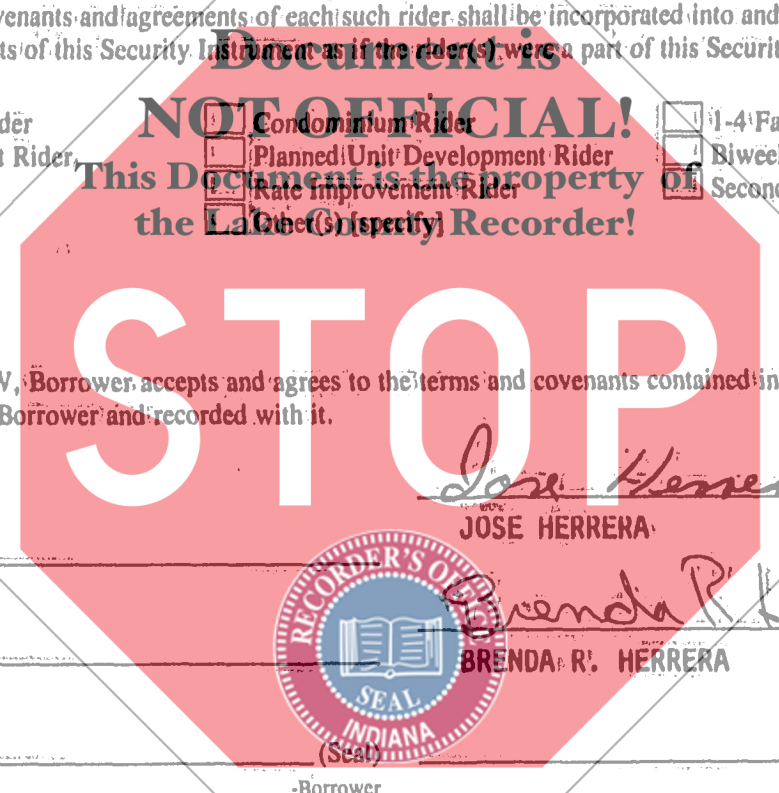 venants and agreements of each such rider shall be incorporated into and
ts of this Security Instrument as if the rider(s) were a part of this Securit
Document is
NOT OFFICIAL!
This Document is the property of
the Lake County Recorder!
der Condominium Rider 1-4 Fa
t Rider Planned Unit Development Rider Biweel
Rate Improvement Rider Second
Other(s) [specify]
STOP
W, Borrower accepts and agrees to the terms and covenants contained in
Borrower and recorded with it.
Jose Herre
JOSE HERRERA
Brenda R. H
BRENDA R. HERRERA
RECORDER'S OFFICE
SEAL
INDIANA
(Seal)
-Borrower